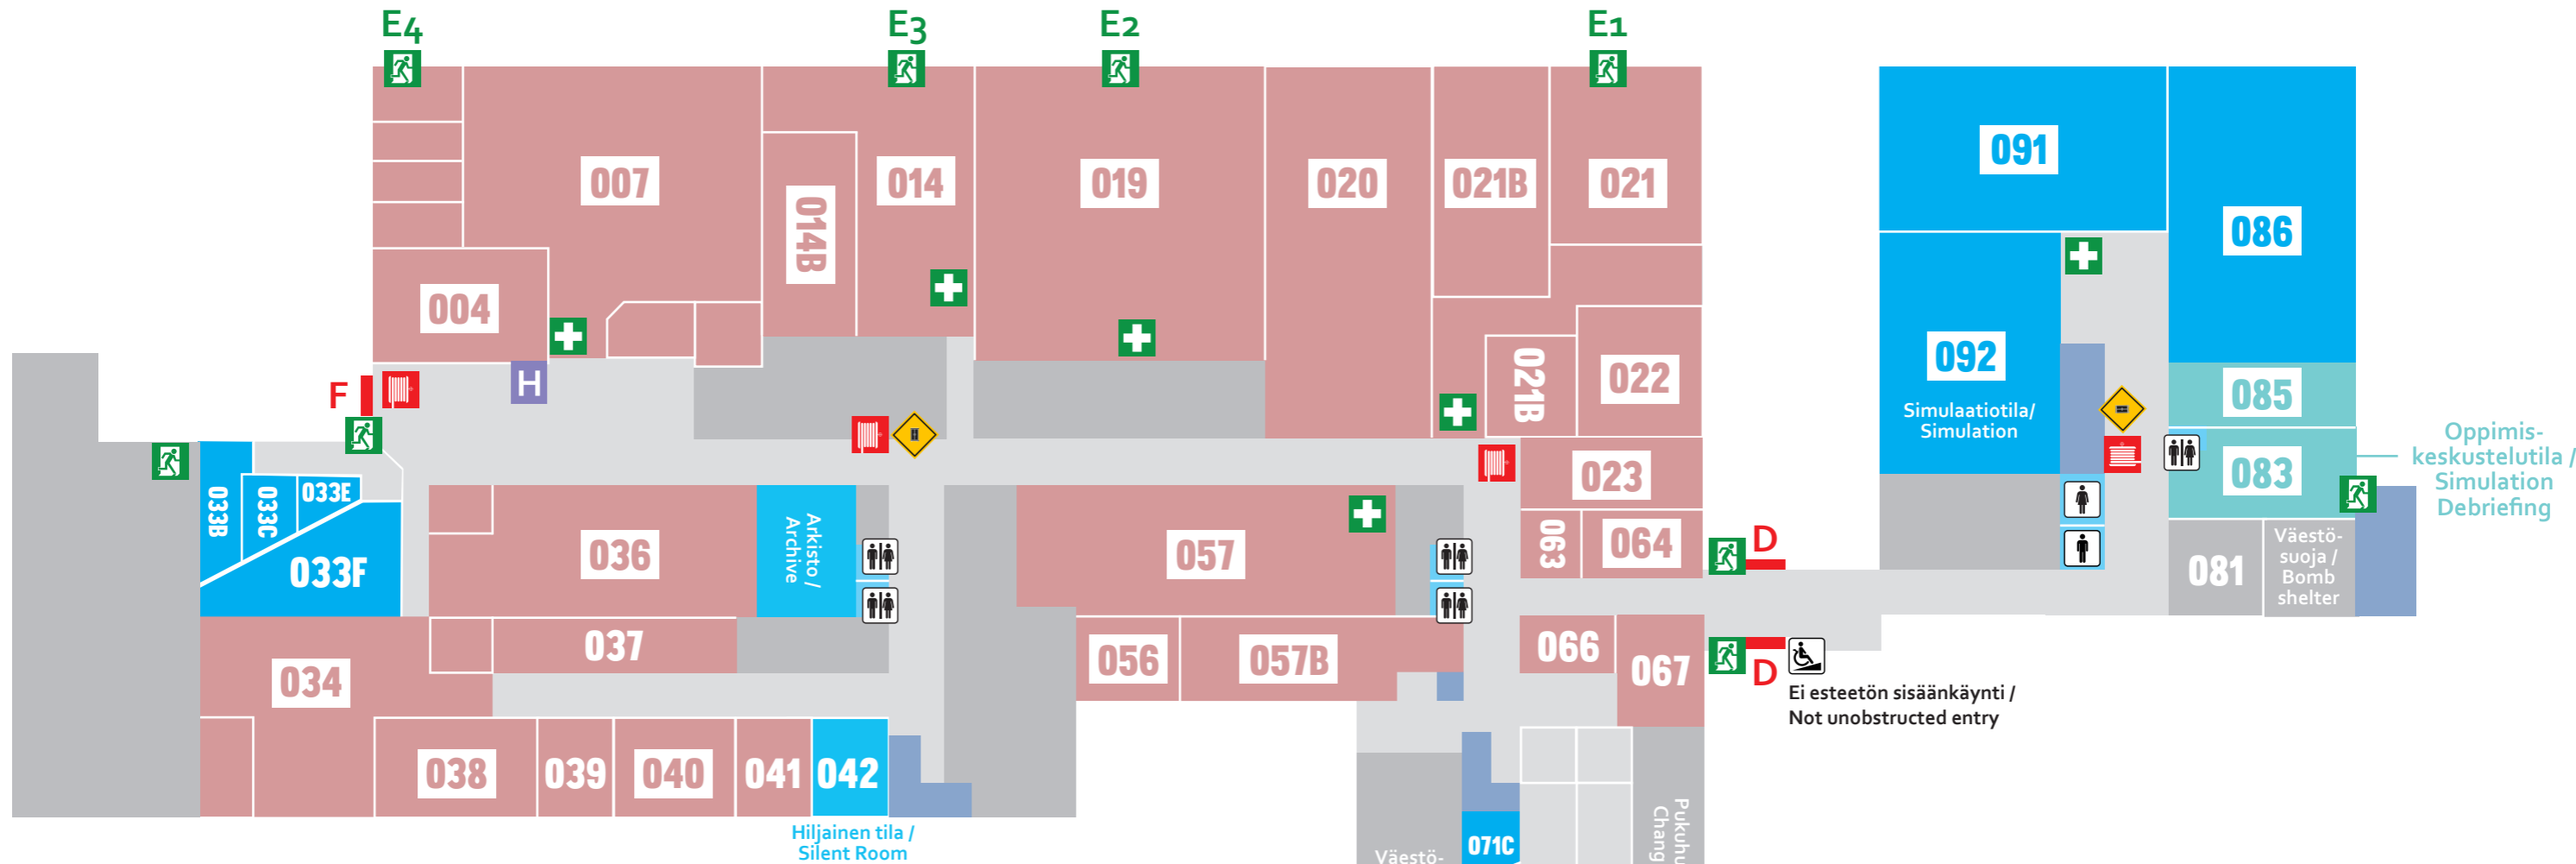 E4
E3
E2
E1
007
014B
014
019
020
021B
021
091
086
004
H
F
021B
022
092
Simulaatiotila/
Simulation
085
083
Oppimis-
keskustelutila /
Simulation
Debriefing
033B
033C
033E
033F
036
Arkisto /
Archive
057
023
063
064
D
081
Väestö-
suoja /
Bomb
shelter
037
034
056
057B
066
067
D
Ei esteetön sisäänkäynti /
Not unobstructed entry
038
039
040
041
042
Hiljainen tila /
Silent Room
071C
Väestö-
Pukuhu
Chang